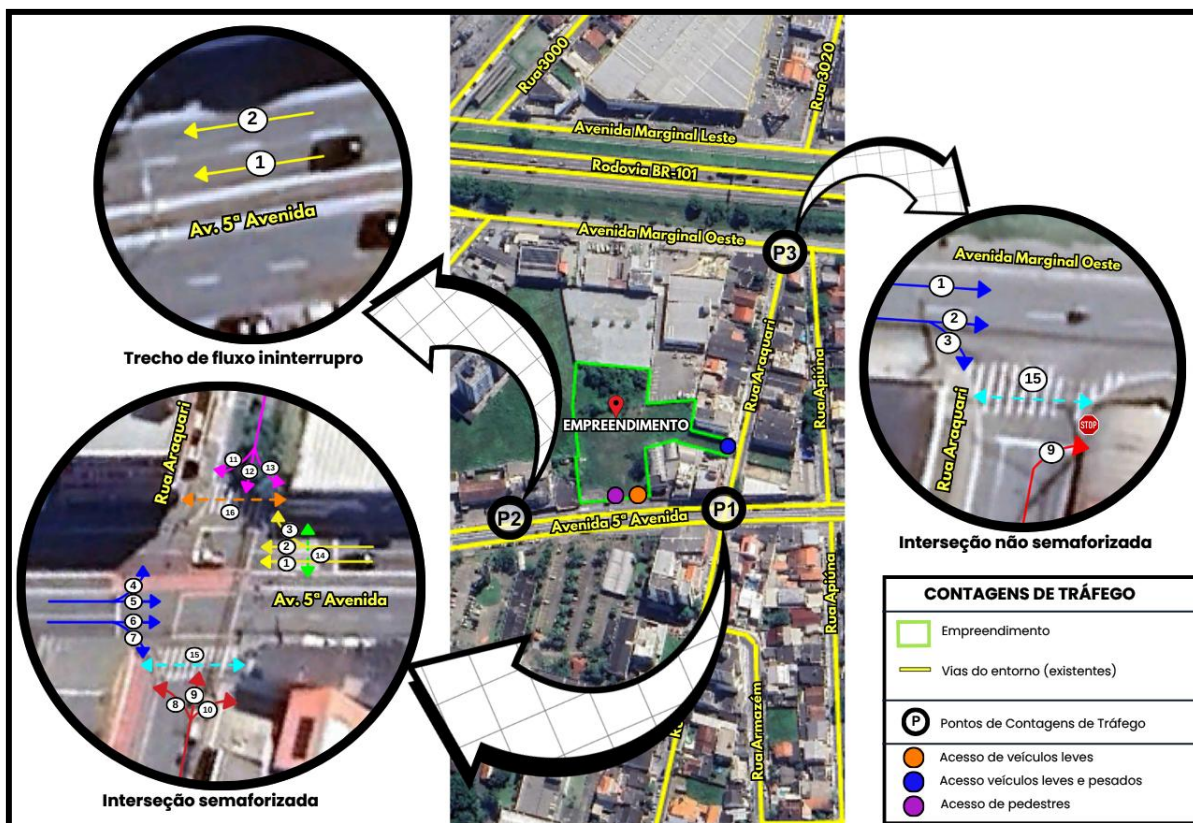 2
1
Av. 5ª Avenida
Trecho de fluxo ininterrupro
Rua Araquari
11
12
13
16
3
2
1
14
Av. 5ª Avenida
4
5
6
7
15
8
9
10
Interseção semaforizada
Rua 3000
Rua 3020
Avenida Marginal Leste
Rodovia BR-101
Avenida Marginal Oeste
P3
Rua Araquari
Rua Apiúna
EMPREENDIMENTO
P2
P1
Avenida 5ª Avenida
Rua Apiúna
Rua Armazém
Avenida Marginal Oeste
1
2
3
15
STOP
Rua Araquari
9
Interseção não semaforizada
CONTAGENS DE TRÁFEGO
Empreendimento
Vias do entorno (existentes)
P Pontos de Contagens de Tráfego
Acesso de veículos leves
Acesso veículos leves e pesados
Acesso de pedestres